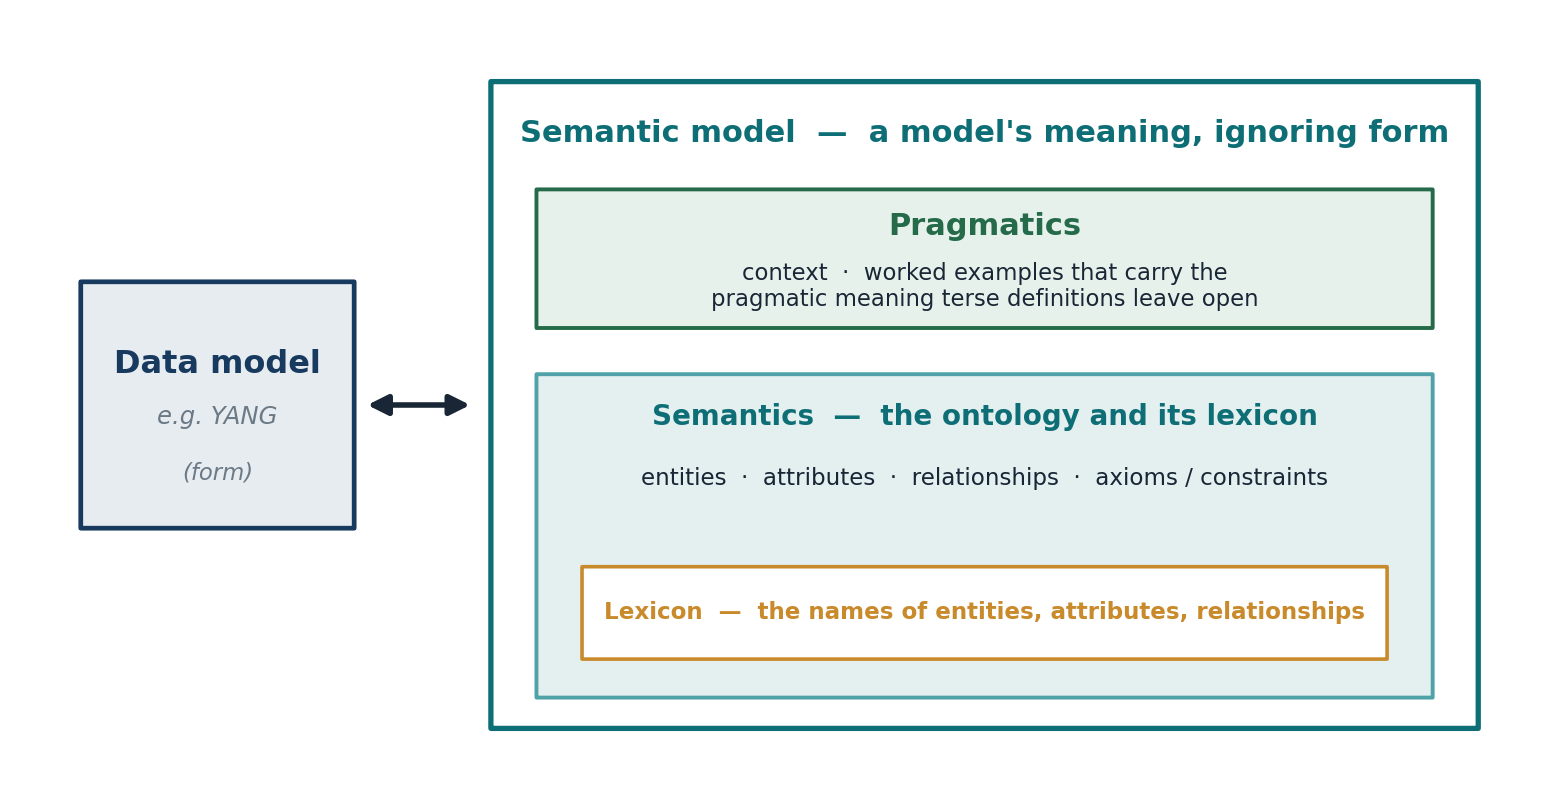 Data model
e.g. YANG
(form)
Semantic model — a model's meaning, ignoring form
Pragmatics
context · worked examples that carry the
pragmatic meaning terse definitions leave open
Semantics — the ontology and its lexicon
entities · attributes · relationships · axioms / constraints
Lexicon — the names of entities, attributes, relationships